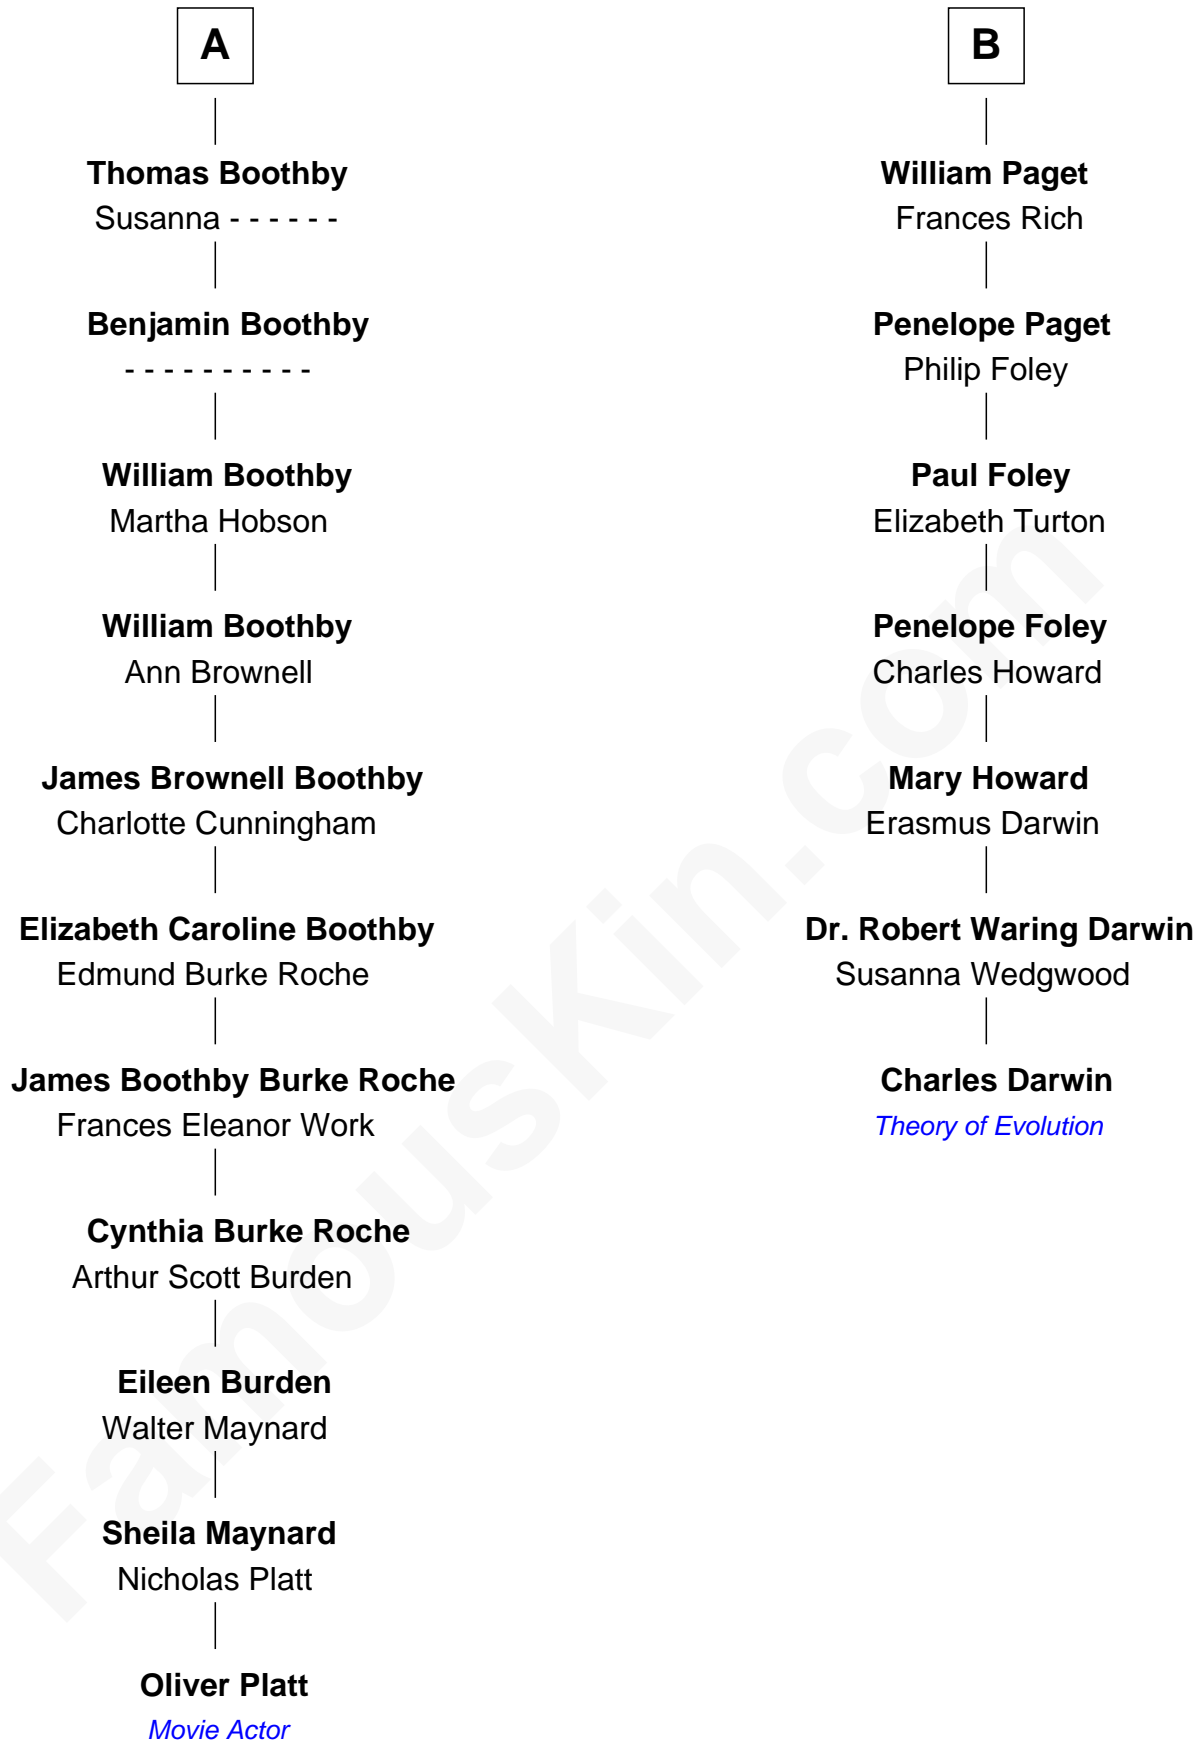 A
Thomas Boothby
Susanna - - - - - -
Benjamin Boothby
- - - - - - - - - -
William Boothby
Martha Hobson
William Boothby
Ann Brownell
James Brownell Boothby
Charlotte Cunningham
Elizabeth Caroline Boothby
Edmund Burke Roche
James Boothby Burke Roche
Frances Eleanor Work
Cynthia Burke Roche
Arthur Scott Burden
Eileen Burden
Walter Maynard
Sheila Maynard
Nicholas Platt
Oliver Platt
Movie Actor
B
William Paget
Frances Rich
Penelope Paget
Philip Foley
Paul Foley
Elizabeth Turton
Penelope Foley
Charles Howard
Mary Howard
Erasmus Darwin
Dr. Robert Waring Darwin
Susanna Wedgwood
Charles Darwin
Theory of Evolution
FamousKin.com